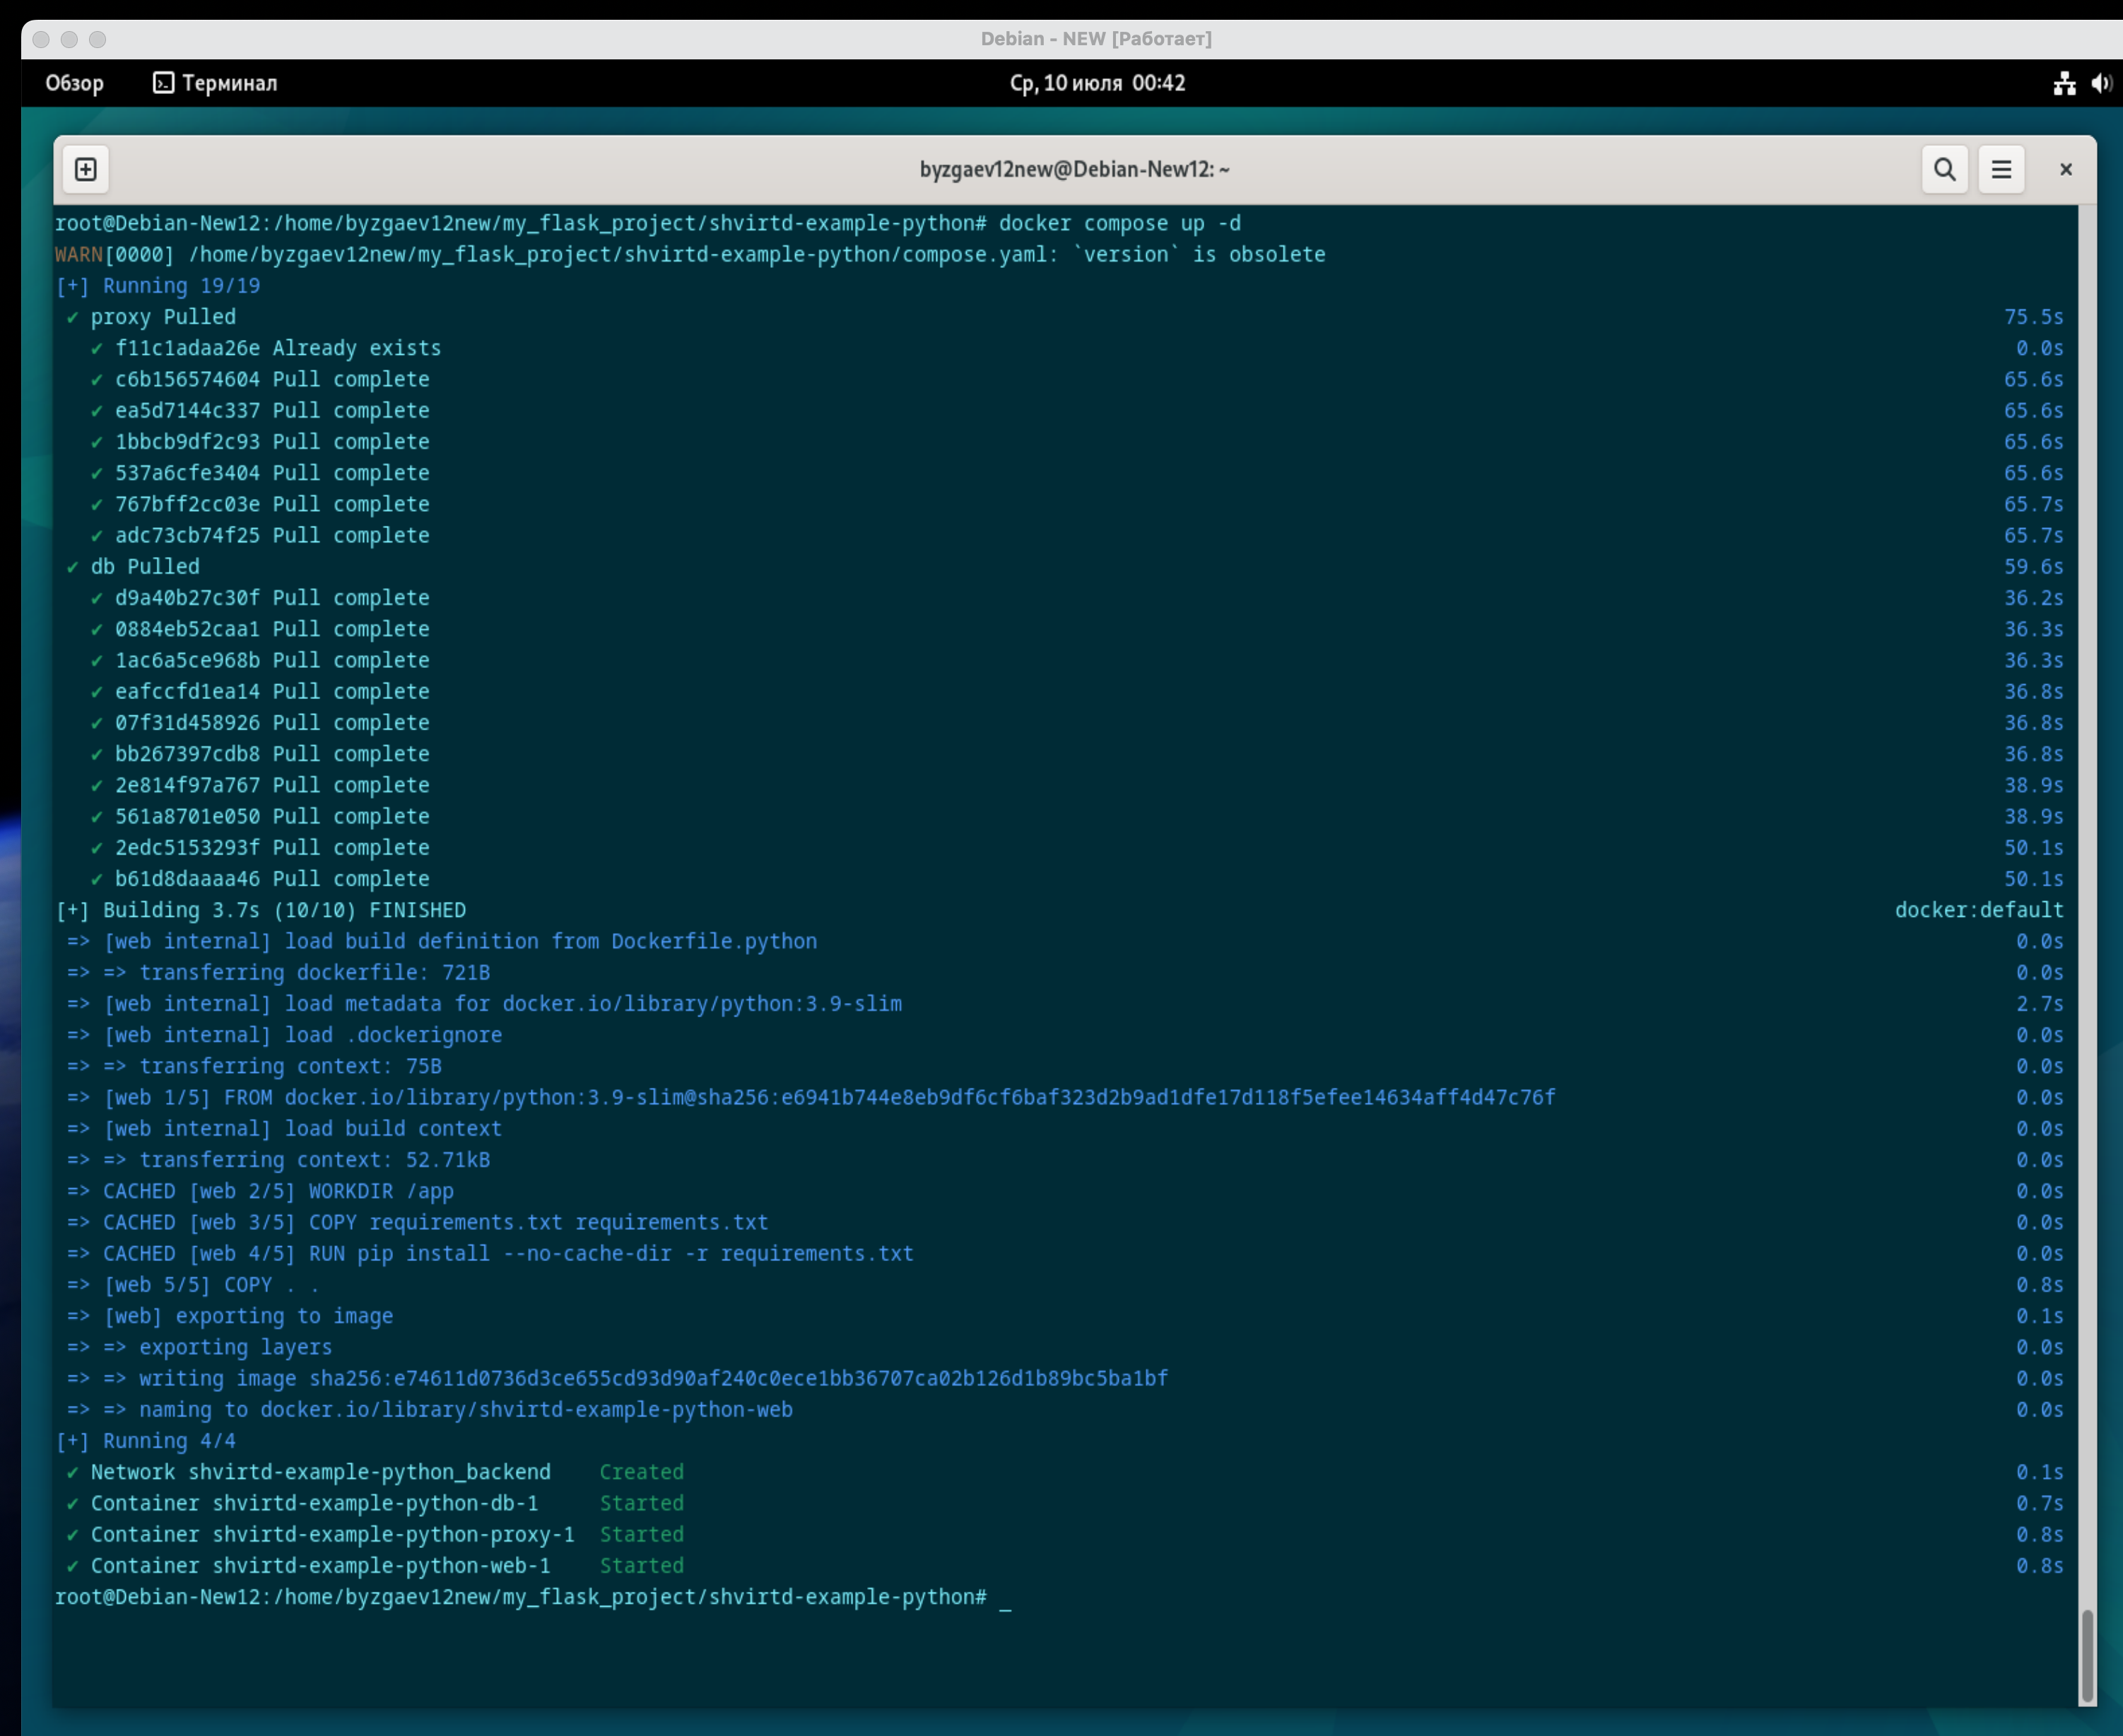 Debian - NEW [Работает]
Обзор Терминал Ср, 10 июля 00:42
byzgaev12new@Debian-New12: ~
root@Debian-New12:/home/byzgaev12new/my_flask_project/shvirtd-example-python# docker compose up -d
WARN[0000] /home/byzgaev12new/my_flask_project/shvirtd-example-python/compose.yaml: `version` is obsolete
[+] Running 19/19
✔ proxy Pulled 75.5s
✔ f11c1adaa26e Already exists 0.0s
✔ c6b156574604 Pull complete 65.6s
✔ ea5d7144c337 Pull complete 65.6s
✔ 1bbcb9df2c93 Pull complete 65.6s
✔ 537a6cfe3404 Pull complete 65.6s
✔ 767bff2cc03e Pull complete 65.7s
✔ adc73cb74f25 Pull complete 65.7s
✔ db Pulled 59.6s
✔ d9a40b27c30f Pull complete 36.2s
✔ 0884eb52caa1 Pull complete 36.3s
✔ 1ac6a5ce968b Pull complete 36.3s
✔ eafccfd1ea14 Pull complete 36.8s
✔ 07f31d458926 Pull complete 36.8s
✔ bb267397cdb8 Pull complete 36.8s
✔ 2e814f97a767 Pull complete 38.9s
✔ 561a8701e050 Pull complete 38.9s
✔ 2edc5153293f Pull complete 50.1s
✔ b61d8daaaa46 Pull complete 50.1s
[+] Building 3.7s (10/10) FINISHED docker:default
=> [web internal] load build definition from Dockerfile.python 0.0s
=> => transferring dockerfile: 721B 0.0s
=> [web internal] load metadata for docker.io/library/python:3.9-slim 2.7s
=> [web internal] load .dockerignore 0.0s
=> => transferring context: 75B 0.0s
=> [web 1/5] FROM docker.io/library/python:3.9-slim@sha256:e6941b744e8eb9df6cf6baf323d2b9ad1dfe17d118f5efee14634aff4d47c76f 0.0s
=> [web internal] load build context 0.0s
=> => transferring context: 52.71kB 0.0s
=> CACHED [web 2/5] WORKDIR /app 0.0s
=> CACHED [web 3/5] COPY requirements.txt requirements.txt 0.0s
=> CACHED [web 4/5] RUN pip install --no-cache-dir -r requirements.txt 0.0s
=> [web 5/5] COPY . . 0.8s
=> [web] exporting to image 0.1s
=> => exporting layers 0.0s
=> => writing image sha256:e74611d0736d3ce655cd93d90af240c0ece1bb36707ca02b126d1b89bc5ba1bf 0.0s
=> => naming to docker.io/library/shvirtd-example-python-web 0.0s
[+] Running 4/4
✔ Network shvirtd-example-python_backend Created 0.1s
✔ Container shvirtd-example-python-db-1 Started 0.7s
✔ Container shvirtd-example-python-proxy-1 Started 0.8s
✔ Container shvirtd-example-python-web-1 Started 0.8s
root@Debian-New12:/home/byzgaev12new/my_flask_project/shvirtd-example-python# _